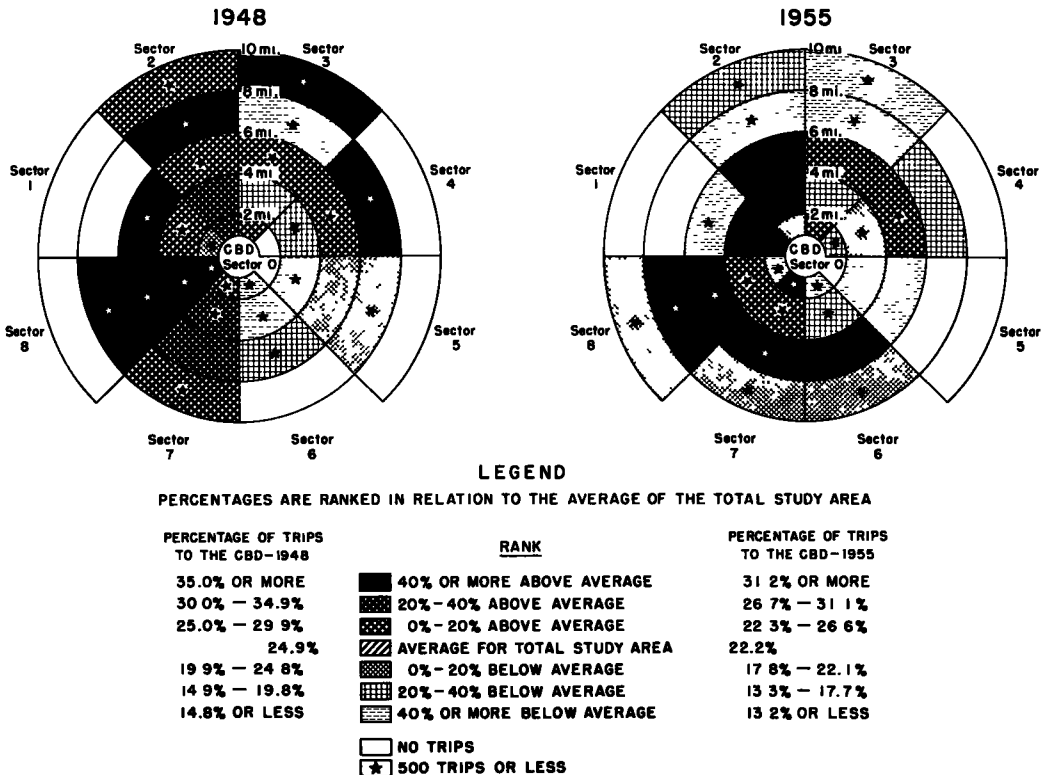 1948
1955
Sector 2
10 mi.
Sector 3
8 mi.
6 mi.
4 mi.
2 mi.
Sector 1
Sector 4
CBD
Sector 0
Sector 8
Sector 5
Sector 7
Sector 6
Sector 2
10 mi.
Sector 3
8 mi.
6 mi.
4 mi.
2 mi.
Sector 1
Sector 4
CBD
Sector 0
Sector 8
Sector 5
Sector 7
Sector 6
LEGEND
PERCENTAGES ARE RANKED IN RELATION TO THE AVERAGE OF THE TOTAL STUDY AREA
PERCENTAGE OF TRIPS
TO THE CBD-1948
RANK
PERCENTAGE OF TRIPS
TO THE CBD-1955
35.0% OR MORE 40% OR MORE ABOVE AVERAGE 31 2% OR MORE
30 0% - 34.9% 20%-40% ABOVE AVERAGE 26 7% - 31 1%
25.0% - 29 9% 0%-20% ABOVE AVERAGE 22 3% - 26 6%
24.9% AVERAGE FOR TOTAL STUDY AREA 22.2%
19 9% - 24 8% 0%-20% BELOW AVERAGE 17 8% - 22.1%
14 9% - 19.8% 20%-40% BELOW AVERAGE 13 3% - 17.7%
14.8% OR LESS 40% OR MORE BELOW AVERAGE 13 2% OR LESS
NO TRIPS
500 TRIPS OR LESS